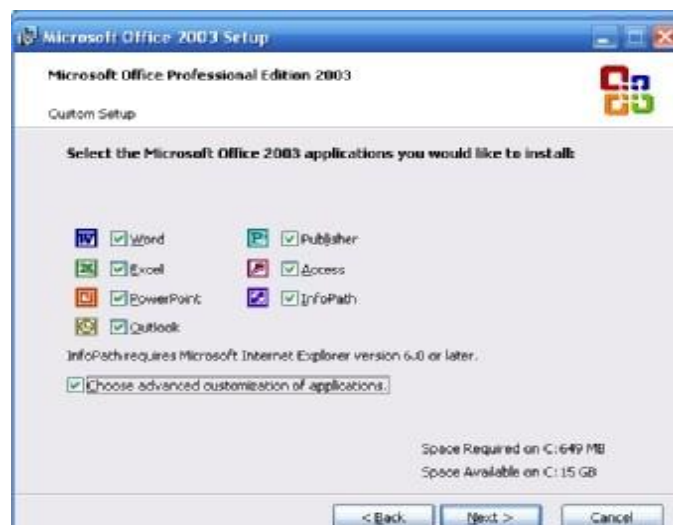 Microsoft Office 2003 Setup
Microsoft Office Professional Edition 2003
Custom Setup
Select the Microsoft Office 2003 applications you would like to install:
Word
Publisher
Excel
Access
PowerPoint
InfoPath
Outlook
InfoPath requires Microsoft Internet Explorer version 6.0 or later.
Choose advanced customization of applications.
Space Required on C: 649 MB
Space Available on C: 15 GB
< Back Next > Cancel